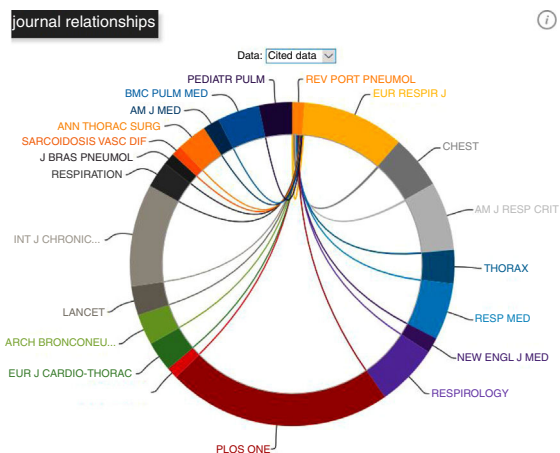 journal relationships
i
Data: Cited data
PEDIATR PULM
REV PORT PNEUMOL
BMC PULM MED
EUR RESPIR J
AM J MED
ANN THORAC SURG
CHEST
SARCOIDOSIS VASC DIF
J BRAS PNEUMOL
RESPIRATION
AM J RESP CRIT
INT J CHRONIC...
THORAX
LANCET
RESP MED
ARCH BRONCONEU...
NEW ENGL J MED
EUR J CARDIO-THORAC
RESPIROLOGY
PLOS ONE